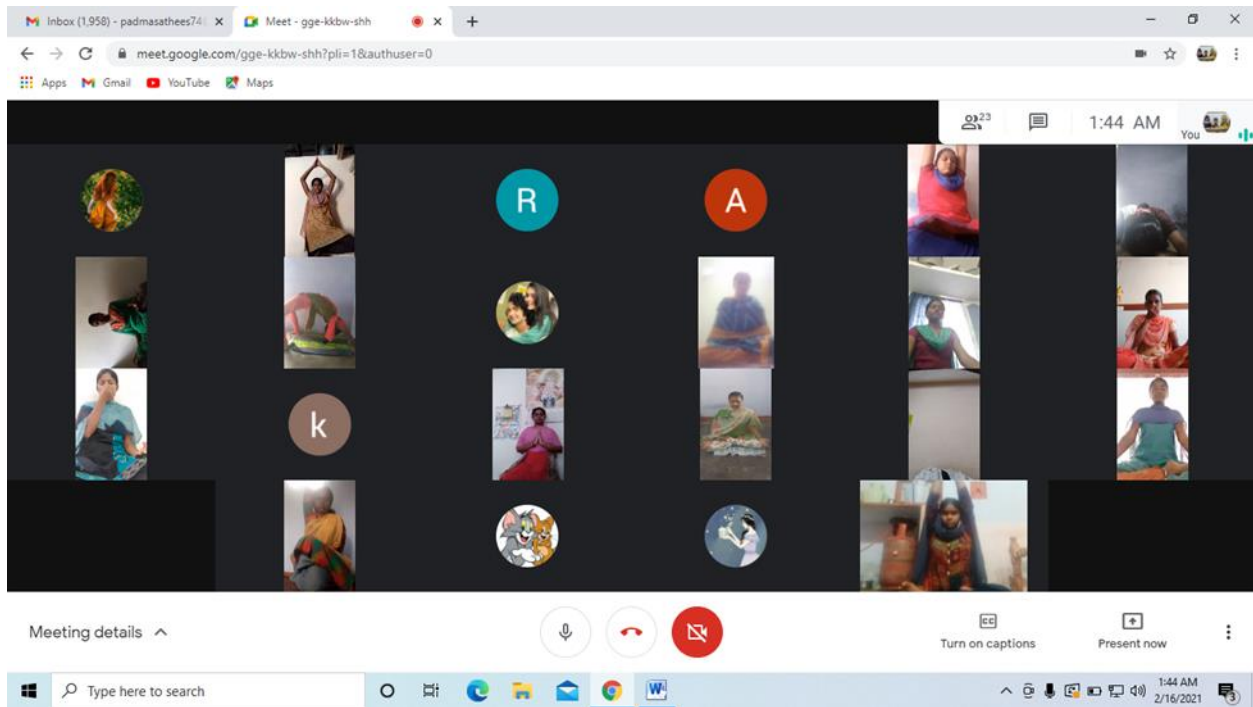 Inbox (1,958) - padmasathees74
Meet - gge-kkbw-shh
meet.google.com/gge-kkbw-shh?pli=1&authuser=0
Apps Gmail YouTube Maps
23 1:44 AM You
R A
k
Meeting details
CC
Turn on captions Present now
Type here to search
W
1:44 AM
2/16/2021
3